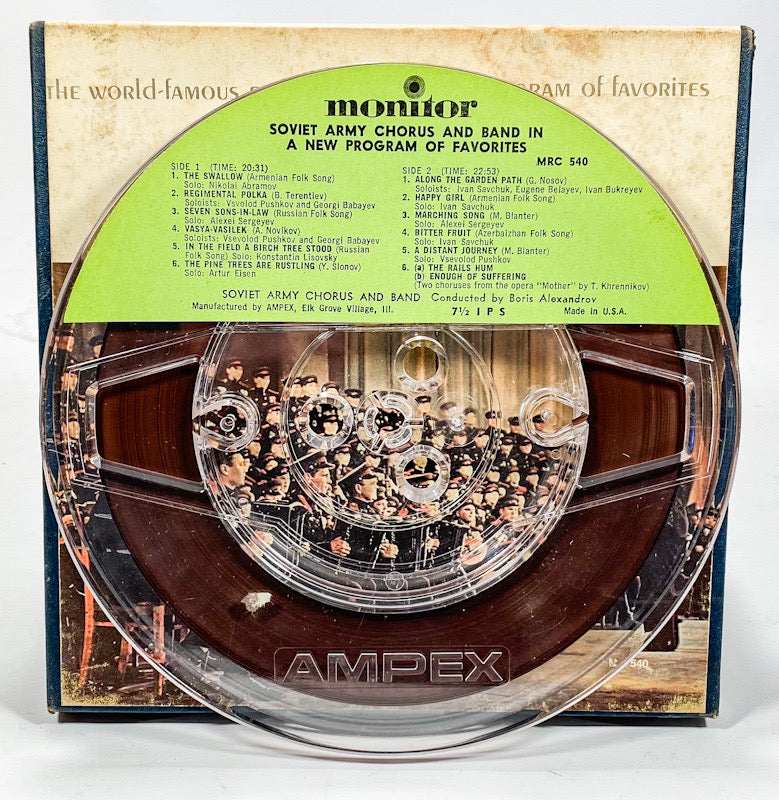 THE WORLD-FAMOUS
GRAM of fAVORITES
monitor
SOVIET ARMY CHORUS AND BAND IN
A NEW PROGRAM OF FAVORITES
MRC 540
SIDE 1 (TIME: 20:31)
1. THE SWALLOW (Armenian Folk Song)
Solo: Nikolai Abramov
2. REGIMENTAL POLKA (B. Terentiev)
Soloists: Vsvolod Pushkov and Georgi Babayev
3. SEVEN SONS-IN-LAW (Russian Folk Song)
Solo: Alexei Sergeyev
4. VASYA-VASILEK (A. Novikov)
Soloists: Vsevolod Pushkov and Georgi Babayev
5. IN THE FIELD A BIRCH TREE STOOD (Russian
Folk Song) Solo: Konstantin Lisovsky
6. THE PINE TREES ARE RUSTLING (Y. Slonov)
Solo: Artur Eisen
SIDE 2 (TIME: 22:53)
1. ALONG THE GARDEN PATH (G. Nosov)
Soloists: Ivan Savchuk, Eugene Belayev, Ivan Bukreyev
2. HAPPY GIRL (Armenian Folk Song)
Solo: Ivan Savchuk
3. MARCHING SONG (M. Blanter)
Solo: Alexei Sergeyev
4. BITTER FRUIT (Azerbaizhan Folk Song)
Solo: Ivan Savchuk
5. A DISTANT JOURNEY (M. Blanter)
Solo: Vsevolod Pushkov
6. (a) THE RAILS HUM
(b) ENOUGH OF SUFFERING
(Two choruses from the opera "Mother" by T. Khrennikov)
SOVIET ARMY CHORUS AND BAND Conducted by Boris Alexandrov
Manufactured by AMPEX, Elk Grove Village, Ill. 7½ IPS Made in U.S.A.
540
AMPEX